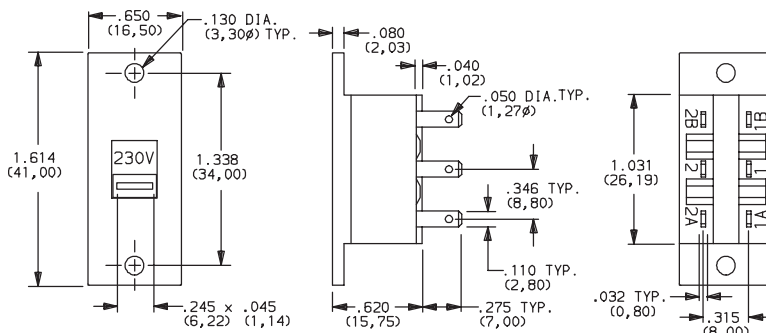 .650
(16,50)
.130 DIA.
(3,30ø) TYP.
1.614
(41,00)
230V
1.338
(34,00)
.245 x .045
(6,22) (1,14)
.080
(2,03)
.040
(1,02)
.050 DIA.TYP.
(1,27ø)
.346 TYP.
(8,80)
.110 TYP.
(2,80)
.620
(15,75)
.275 TYP.
(7,00)
1.031
(26,19)
2B
1B
2
1
2A
1A
.032 TYP.
(0,80)
.315
(8,00)